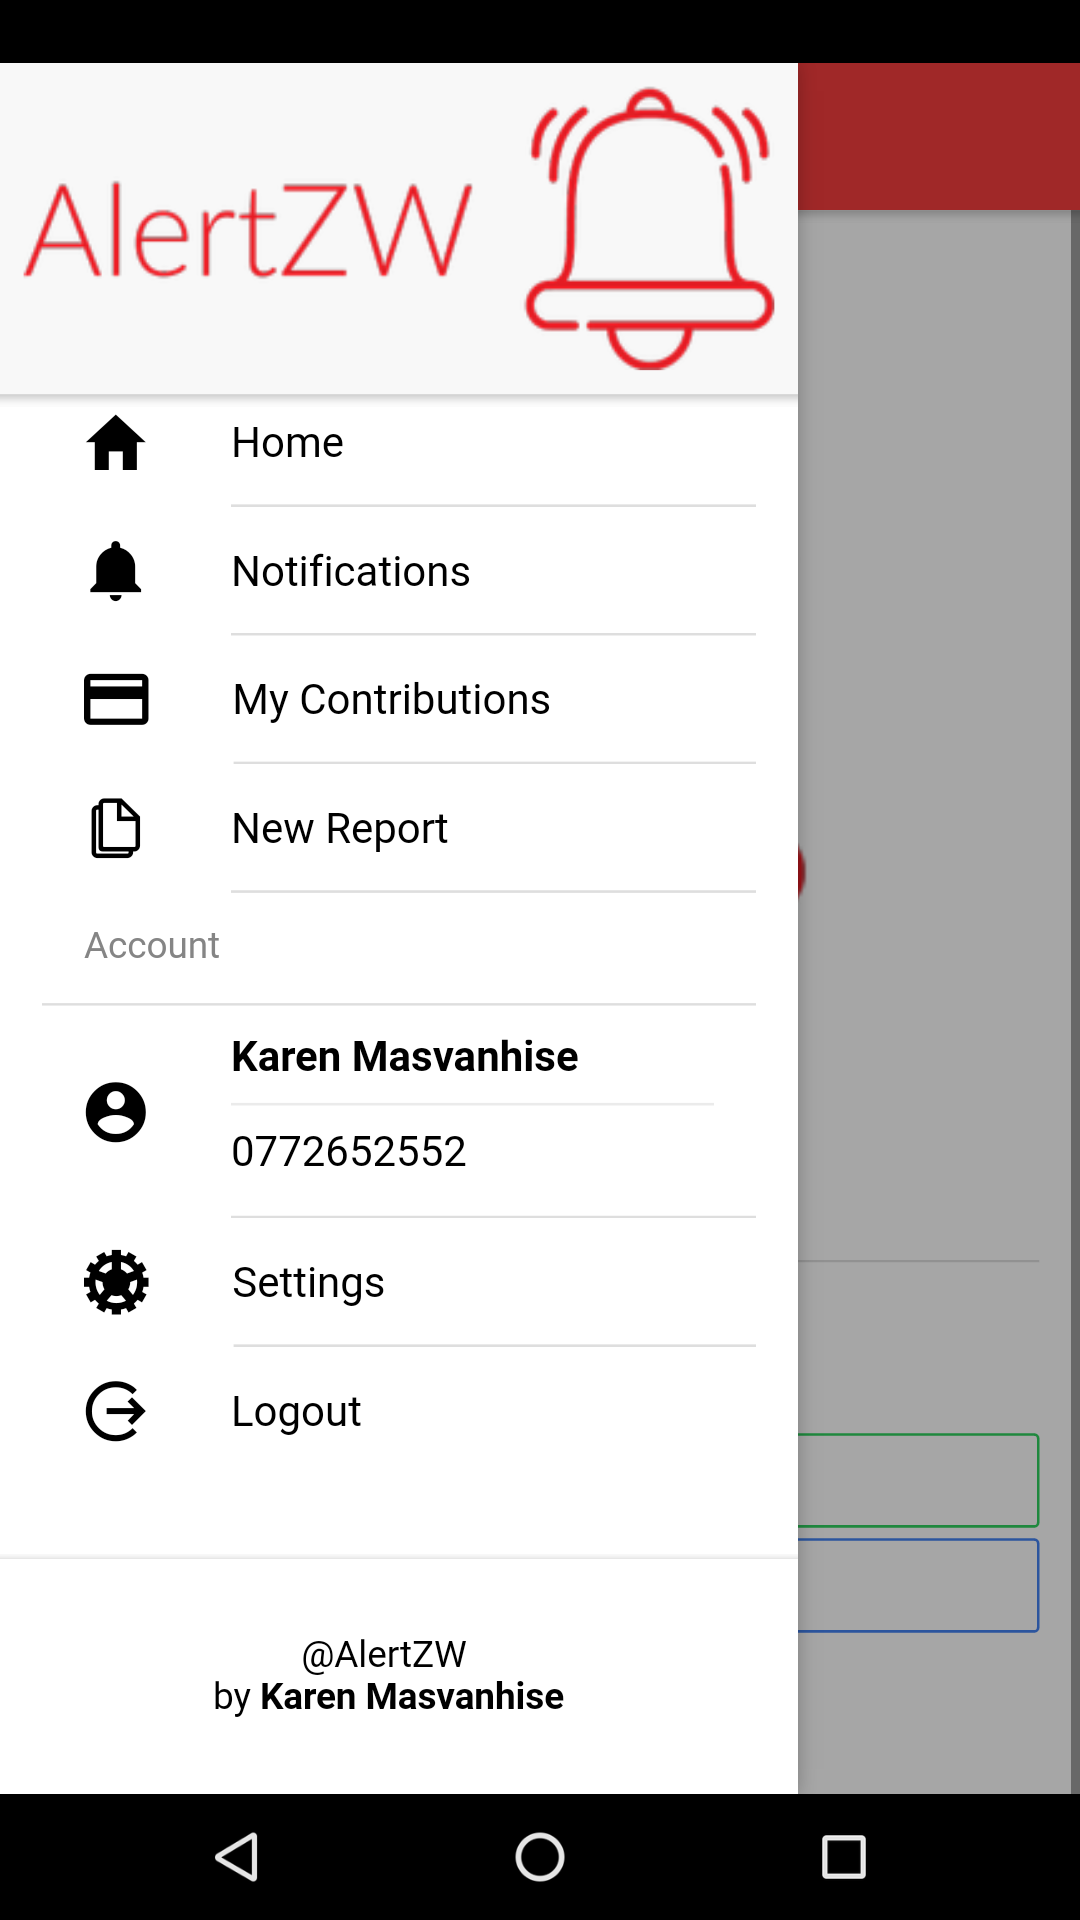 AlertZW
Home
Notifications
My Contributions
New Report
Account
Karen Masvanhise
0772652552
Settings
Logout
@AlertZW
by Karen Masvanhise